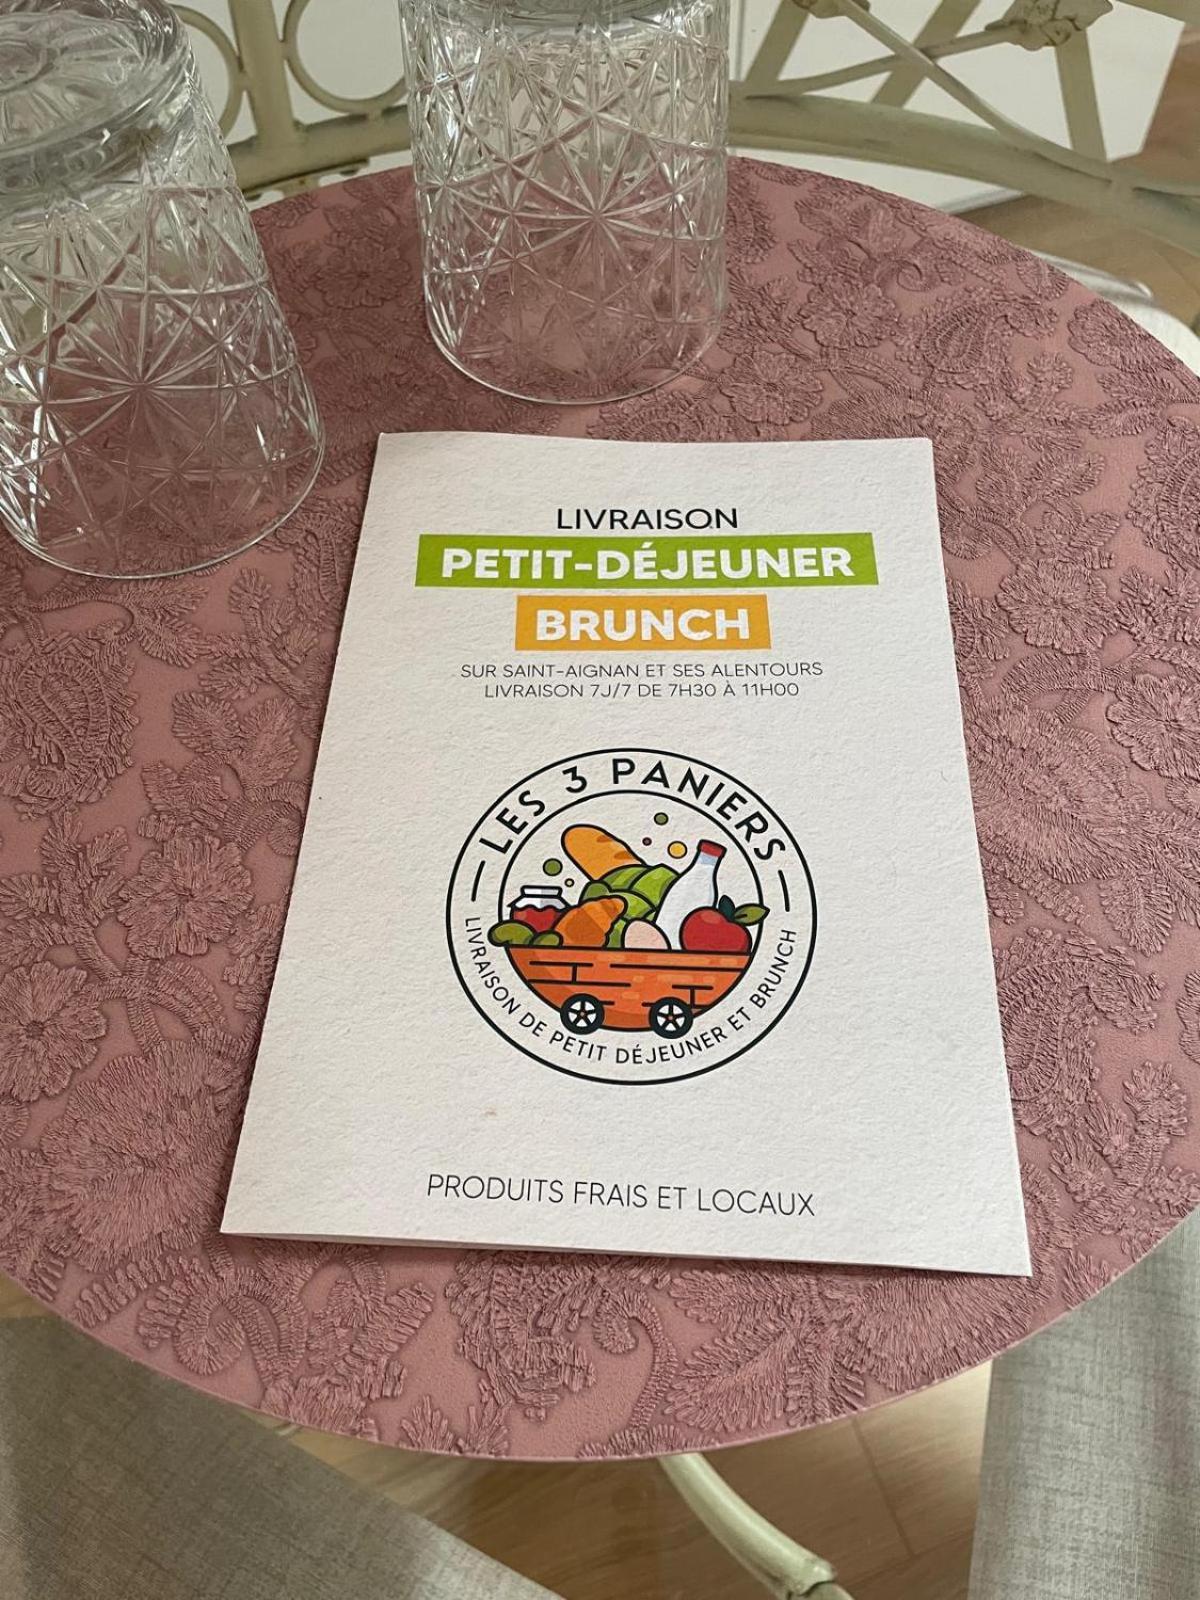 LIVRAISON
PETIT-DÉJEUNER
BRUNCH
SUR SAINT-AIGNAN ET SES ALENTOURS
LIVRAISON 7J/7 DE 7H30 À 11H00
LES 3 PANIERS
LIVRAISON DE PETIT DÉJEUNER ET BRUNCH
PRODUITS FRAIS ET LOCAUX